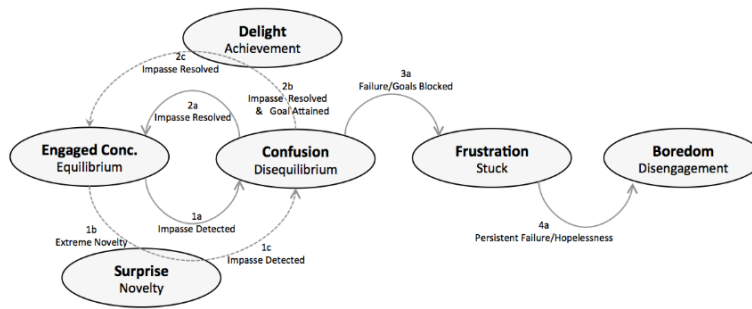 Delight
Achievement
2c
Impasse Resolved
2b
Impasse Resolved
& Goal Attained
3a
Failure/Goals Blocked
2a
Impasse Resolved
Engaged Conc.
Equilibrium
Confusion
Disequilibrium
Frustration
Stuck
Boredom
Disengagement
1a
Impasse Detected
1b
Extreme Novelty
1c
Impasse Detected
4a
Persistent Failure/Hopelessness
Surprise
Novelty